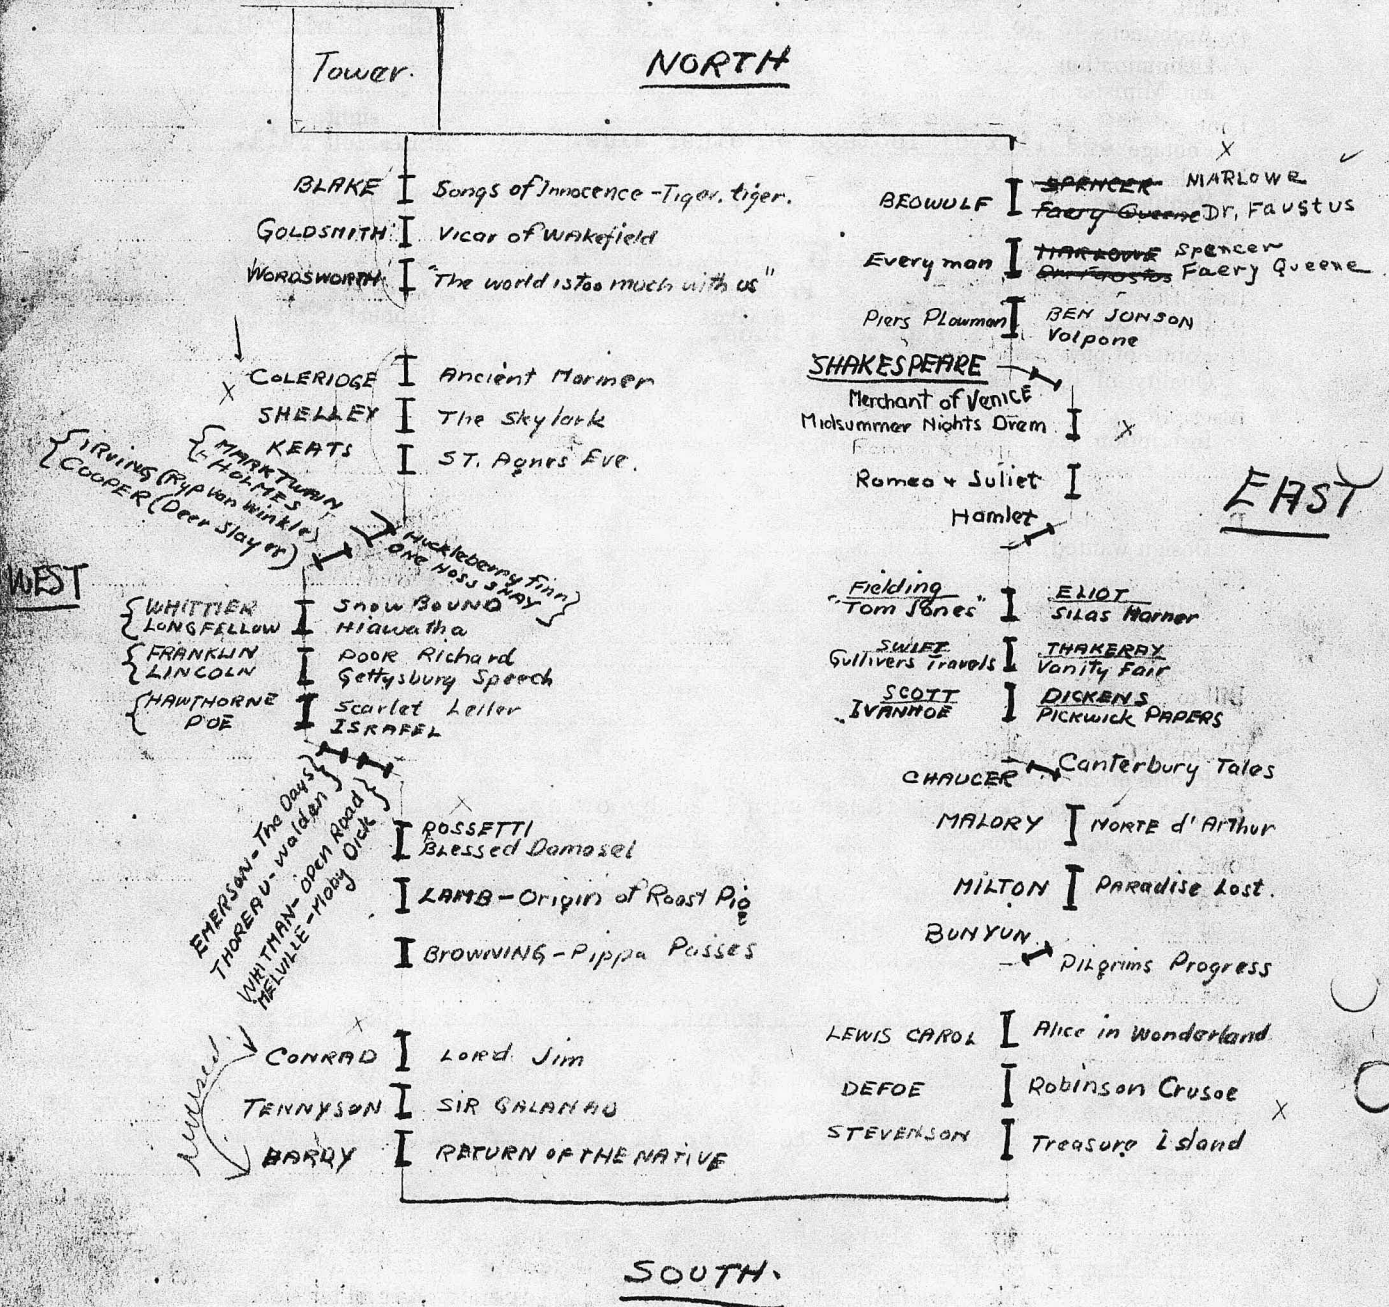 Tower.
NORTH
BLAKE Songs of Innocence - Tiger, tiger.
GOLDSMITH Vicar of WAkefield
WORDSWORTH "The world is too much with us"
COLERIDGE Ancient Mariner
SHELLEY The Skylark
KEATS ST. Agnes Eve.
{ MARK TWAIN
HOLMES
{ IRVING (Ryp Van Winkle)
COOPER (Deer Slayer)
Huckleberry Finn
ONE HOSS SHAY }
WEST
{ WHITTIER SNOW BOUND
LONGFELLOW Hiawatha
{ FRANKLIN POOR Richard
LINCOLN Gettysburg Speech
{ HAWTHORNE Scarlet Letter
POE ISRAFEL
EMERSON - The Days }
THOREAU - Walden
WHITMAN - OPEN Road }
MELVILLE - Moby Dick
ROSSETTI
Blessed Damosel
LAMB - Origin of Roast Pig
BROWNING - Pippa Passes
reversed
CONRAD Lord Jim
TENNYSON SIR GALAHAD
HARDY RETURN OF THE NATIVE
BEOWULF SPENCER MARLOWE
Faery Queene Dr. Faustus
Everyman MARLOWE Spencer
Dr. Faustus Faery Queene
Piers Plowman BEN JONSON
Volpone
SHAKESPEARE
Merchant of VENICE
Midsummer Nights Drem
Romeo + Juliet
Hamlet
EAST
Fielding ELIOT
"Tom Jones" SILAS Marner
SWIFT THAKERAY
Gullivers Travels Vanity Fair
SCOTT DICKENS
IVANHOE PICKWICK PAPERS
CHAUCER Canterbury Tales
MALORY MORTE d'Arthur
MILTON PARadise Lost.
BUNYUN
PILgrims Progress
LEWIS CAROL Alice in Wonderland
DEFOE Robinson Crusoe
STEVENSON Treasure Island
SOUTH.